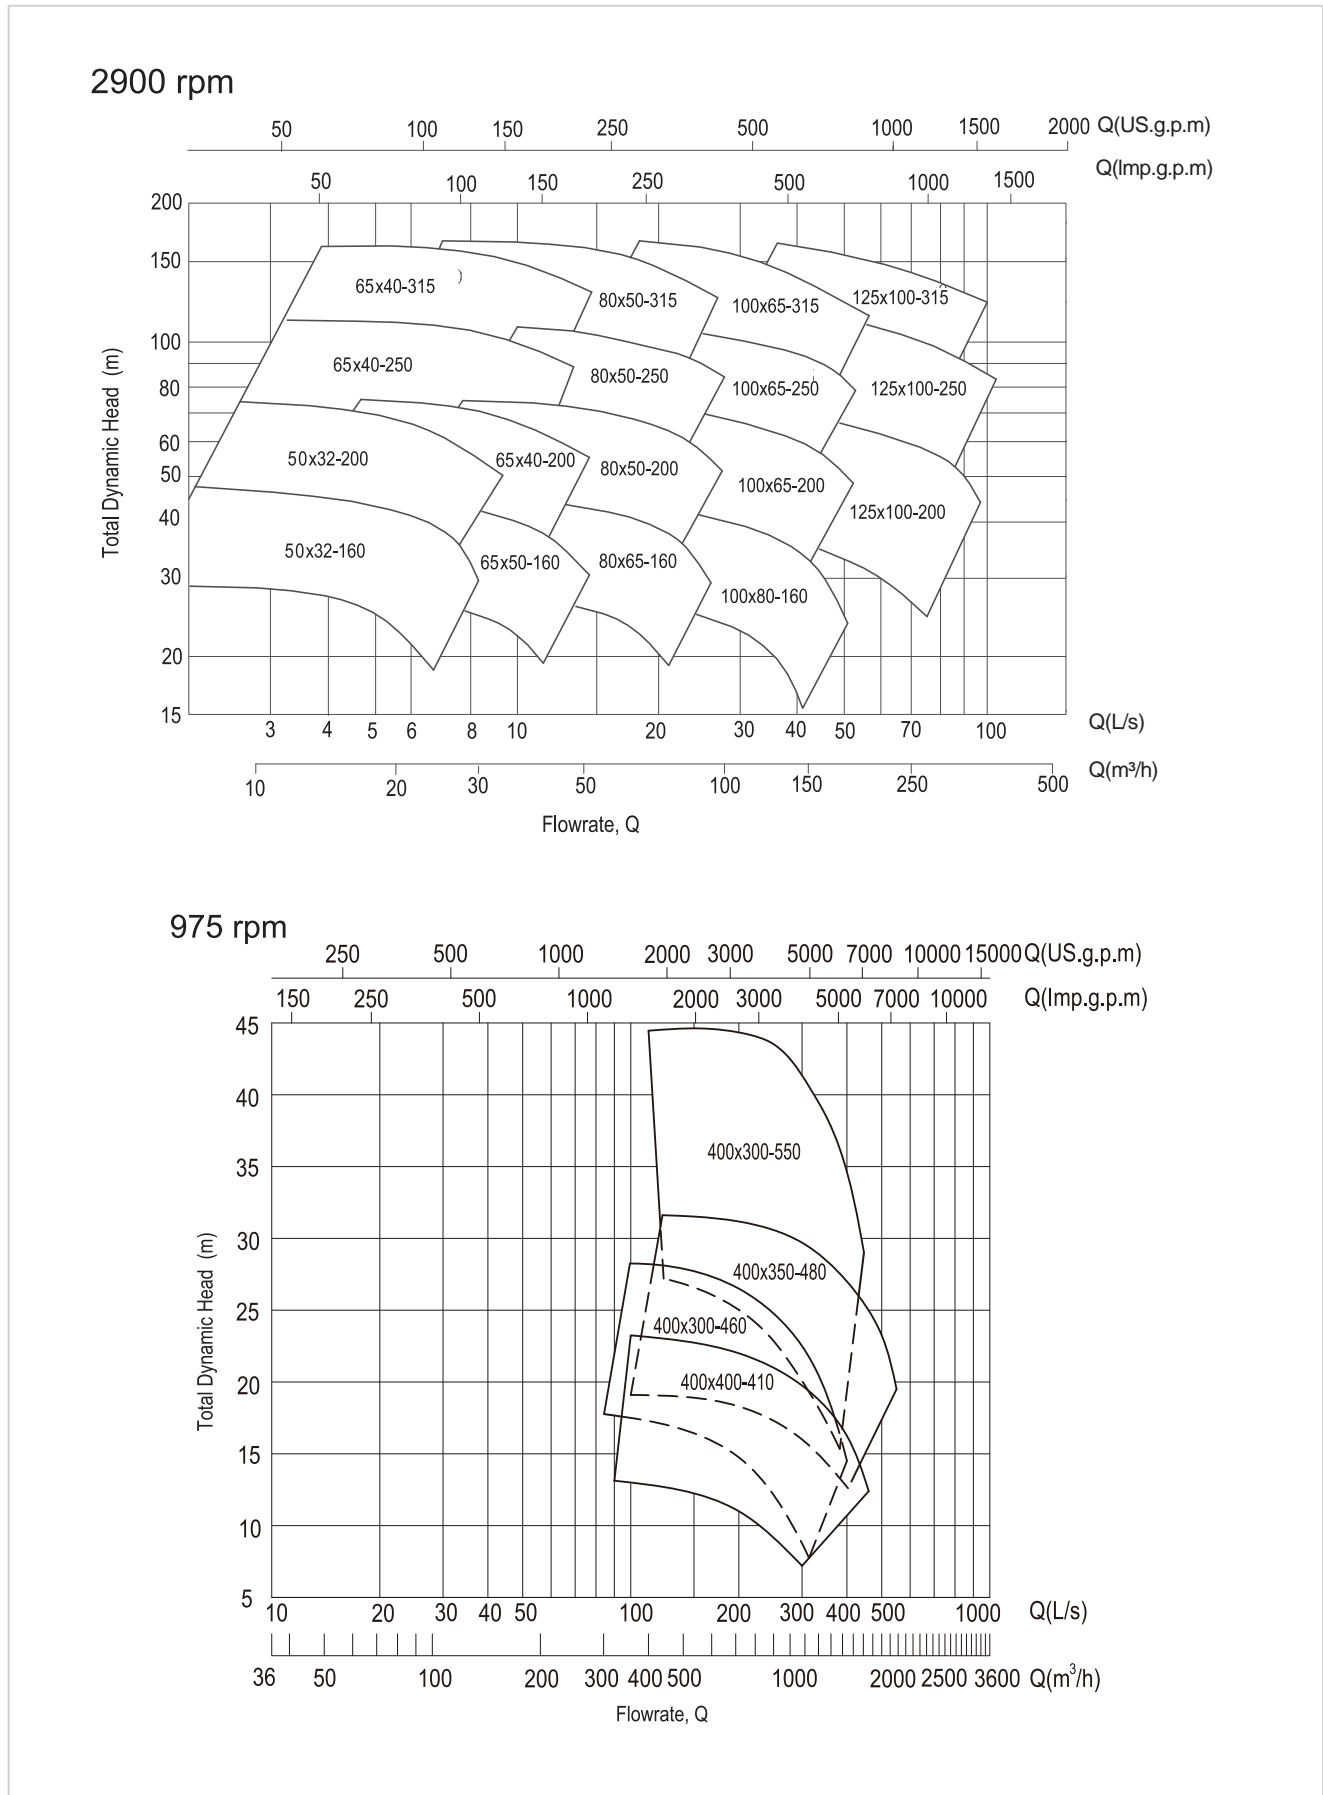 2900 rpm
50 100 150 250 500 1000 1500 2000 Q(US.g.p.m)
50 100 150 250 500 1000 1500 Q(Imp.g.p.m)
200
150
100
80
60
50
40
30
20
15
Total Dynamic Head (m)
65x40-315 )
80x50-315
100x65-315
125x100-315
65x40-250
80x50-250
100x65-250
125x100-250
50x32-200
65x40-200
80x50-200
100x65-200
125x100-200
50x32-160
65x50-160
80x65-160
100x80-160
3 4 5 6 8 10 20 30 40 50 70 100 Q(L/s)
10 20 30 50 100 150 250 500 Q(m³/h)
Flowrate, Q
975 rpm
250 500 1000 2000 3000 5000 7000 10000 15000 Q(US.g.p.m)
150 250 500 1000 2000 3000 5000 7000 10000 Q(Imp.g.p.m)
45
40
35
30
25
20
15
10
5
Total Dynamic Head (m)
400x300-550
400x350-480
400x300-460
400x400-410
10 20 30 40 50 100 200 300 400 500 1000 Q(L/s)
36 50 100 200 300 400 500 1000 2000 2500 3600 Q(m³/h)
Flowrate, Q